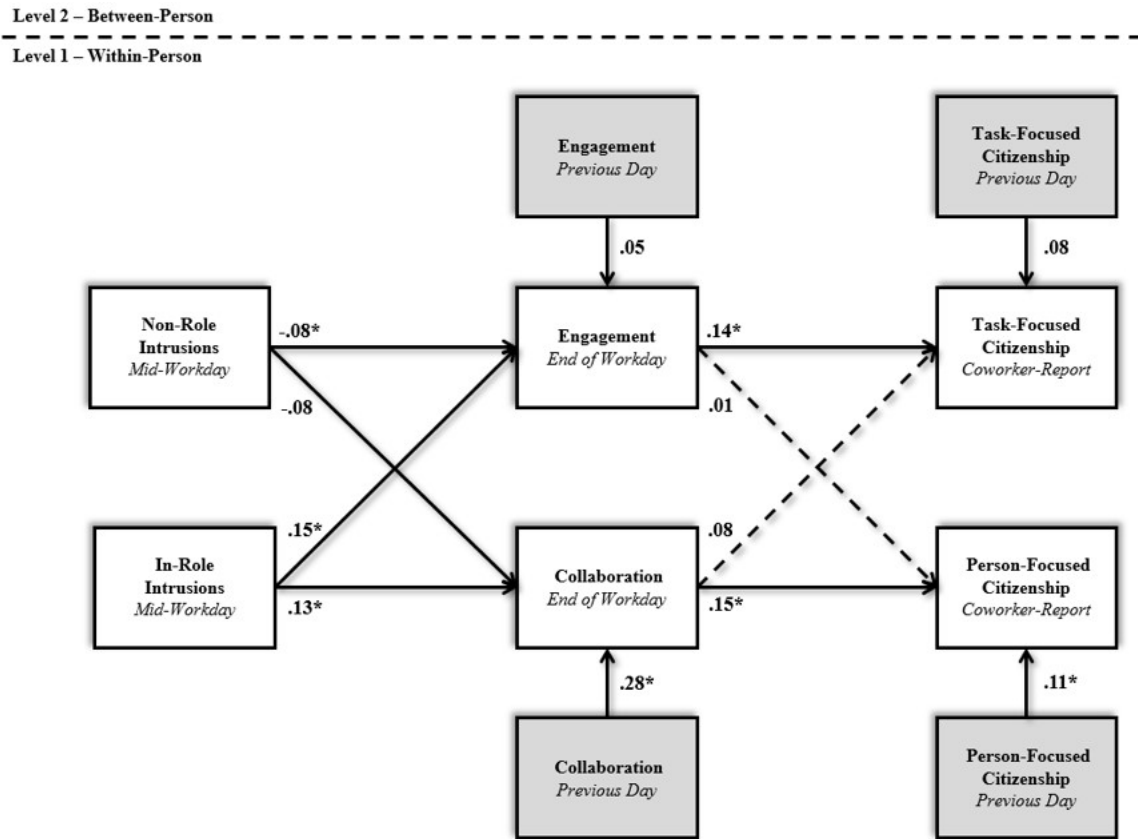 Level 2 – Between-Person
Level 1 – Within-Person
Engagement
Previous Day
Task-Focused
Citizenship
Previous Day
.05
.08
Non-Role
Intrusions
Mid-Workday
-.08*
-.08
Engagement
End of Workday
.14*
.01
Task-Focused
Citizenship
Coworker-Report
In-Role
Intrusions
Mid-Workday
.15*
.13*
Collaboration
End of Workday
.08
.15*
Person-Focused
Citizenship
Coworker-Report
.28*
.11*
Collaboration
Previous Day
Person-Focused
Citizenship
Previous Day